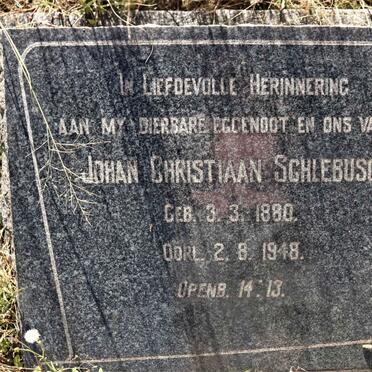 IN LIEFDEVOLLE HERINNERING
AAN MY DIERBARE EGGENOOT EN ONS VA
JOHAN CHRISTIAAN SCHLEBUSC
GEB. 3. 3. 1880.
OORL. 2. 8. 1948.
OPENB. 14:13.